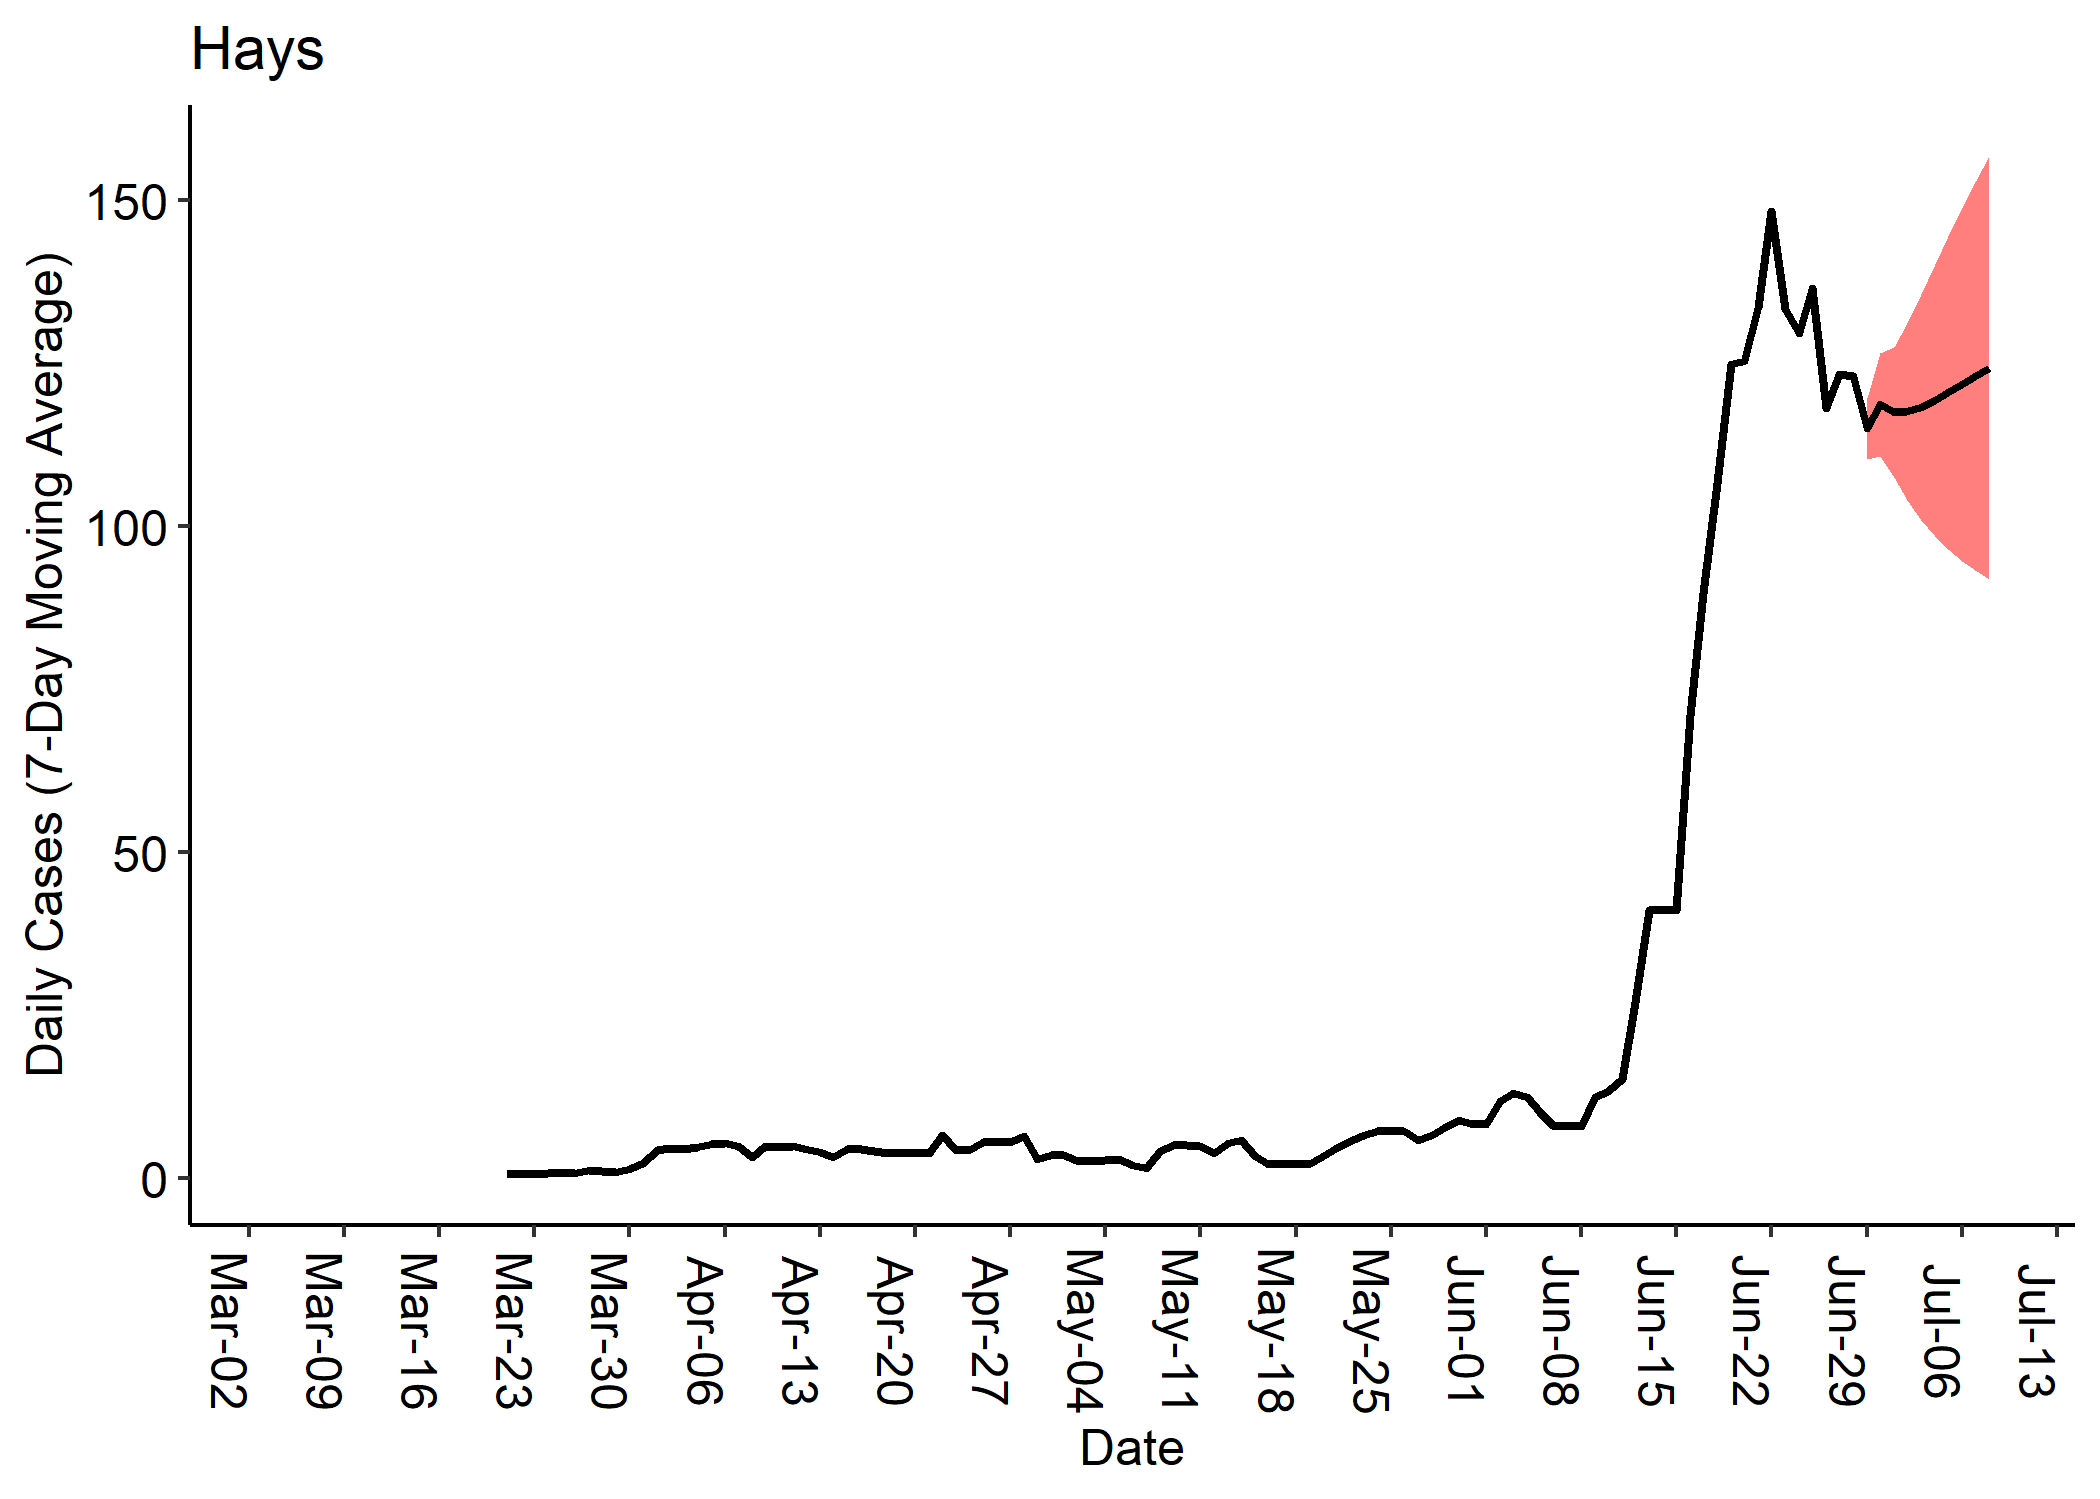 Hays
Daily Cases (7-Day Moving Average)
150
100
50
0
Mar-02
Mar-09
Mar-16
Mar-23
Mar-30
Apr-06
Apr-13
Apr-20
Apr-27
May-04
May-11
May-18
May-25
Jun-01
Jun-08
Jun-15
Jun-22
Jun-29
Jul-06
Jul-13
Date